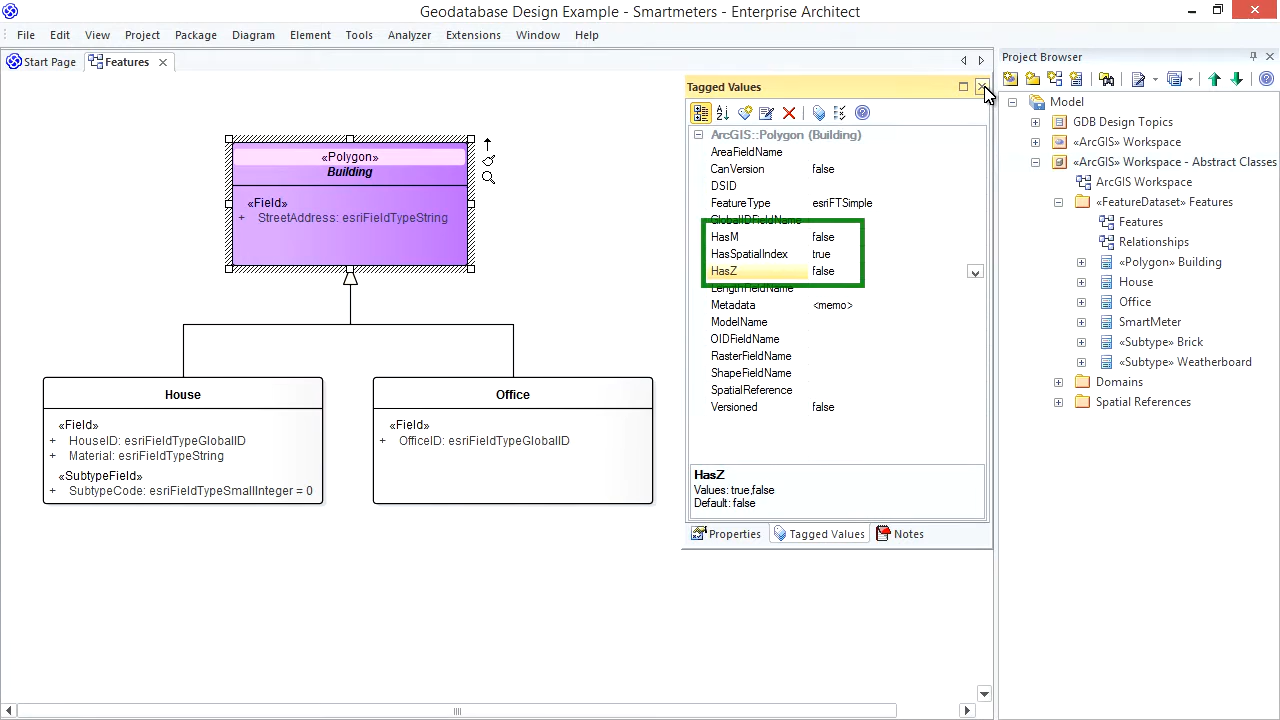 Geodatabase Design Example - Smartmeters - Enterprise Architect
File Edit View Project Package Diagram Element Tools Analyzer Extensions Window Help
Start Page Features
«Polygon»
Building
«Field»
+ StreetAddress: esriFieldTypeString
House
«Field»
+ HouseID: esriFieldTypeGlobalID
+ Material: esriFieldTypeString
«SubtypeField»
+ SubtypeCode: esriFieldTypeSmallInteger = 0
Office
«Field»
+ OfficeID: esriFieldTypeGlobalID
Tagged Values
ArcGIS::Polygon (Building)
AreaFieldName
CanVersion false
DSID
FeatureType esriFTSimple
GlobalIDFieldName
HasM false
HasSpatialIndex true
HasZ false
LengthFieldName
Metadata <memo>
ModelName
OIDFieldName
RasterFieldName
ShapeFieldName
SpatialReference
Versioned false
HasZ
Values: true,false
Default: false
Properties Tagged Values Notes
Project Browser
Model
GDB Design Topics
«ArcGIS» Workspace
«ArcGIS» Workspace - Abstract Classes
ArcGIS Workspace
«FeatureDataset» Features
Features
Relationships
«Polygon» Building
House
Office
SmartMeter
«Subtype» Brick
«Subtype» Weatherboard
Domains
Spatial References